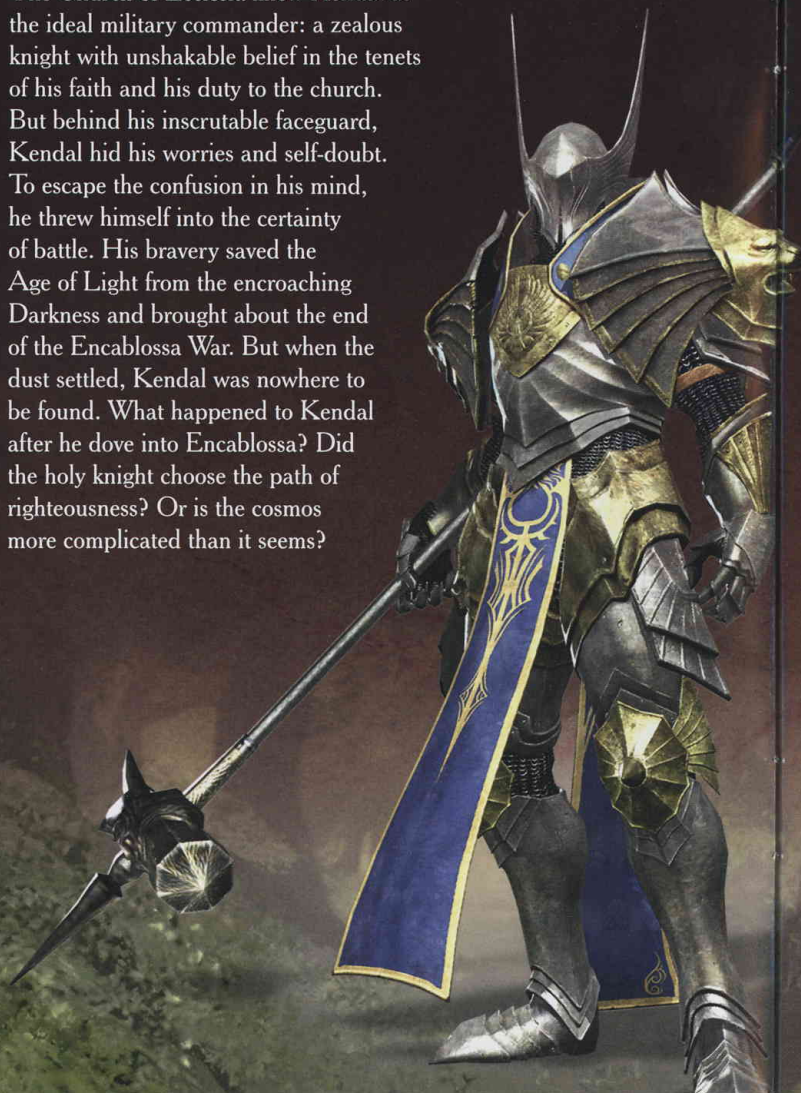 the ideal military commander: a zealous
knight with unshakable belief in the tenets
of his faith and his duty to the church.
But behind his inscrutable faceguard,
Kendal hid his worries and self-doubt.
To escape the confusion in his mind,
he threw himself into the certainty
of battle. His bravery saved the
Age of Light from the encroaching
Darkness and brought about the end
of the Encablossa War. But when the
dust settled, Kendal was nowhere to
be found. What happened to Kendal
after he dove into Encablossa? Did
the holy knight choose the path of
righteousness? Or is the cosmos
more complicated than it seems?